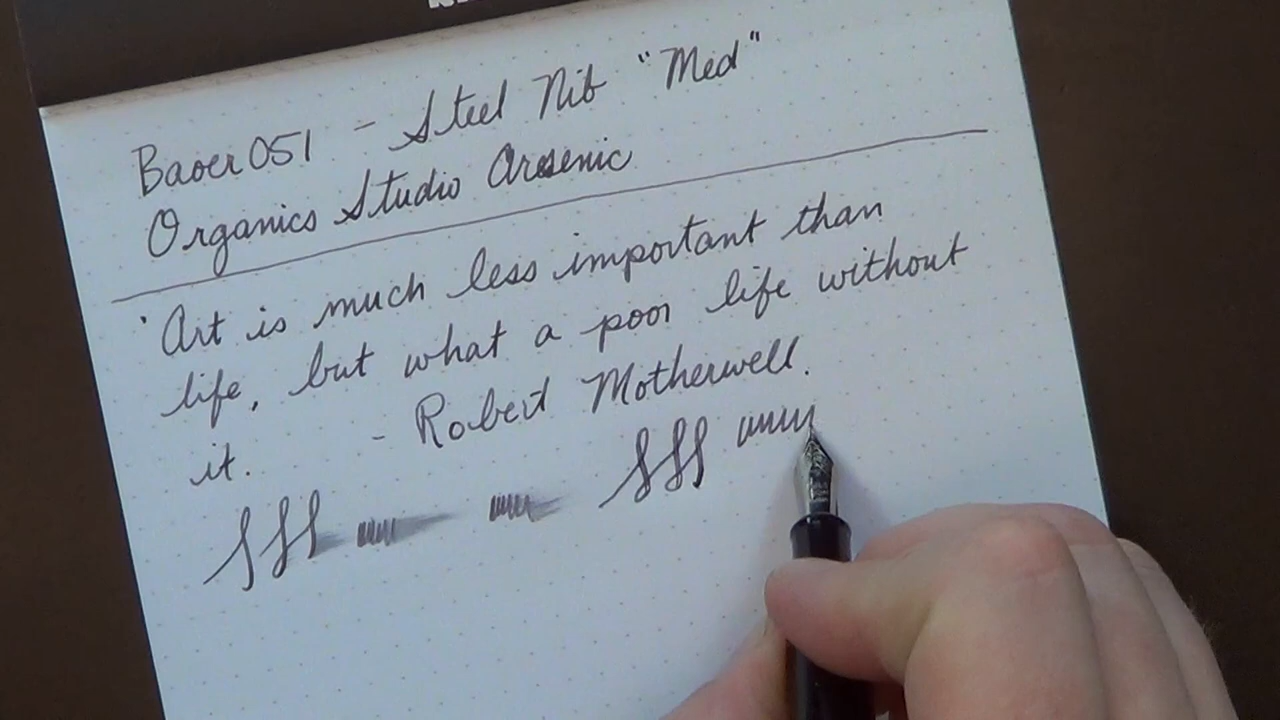 Baoer 051 - Steel Nib "Med"
Organics Studio Arsenic
'Art is much less important than
life, but what a poor life without
it. - Robert Motherwell.